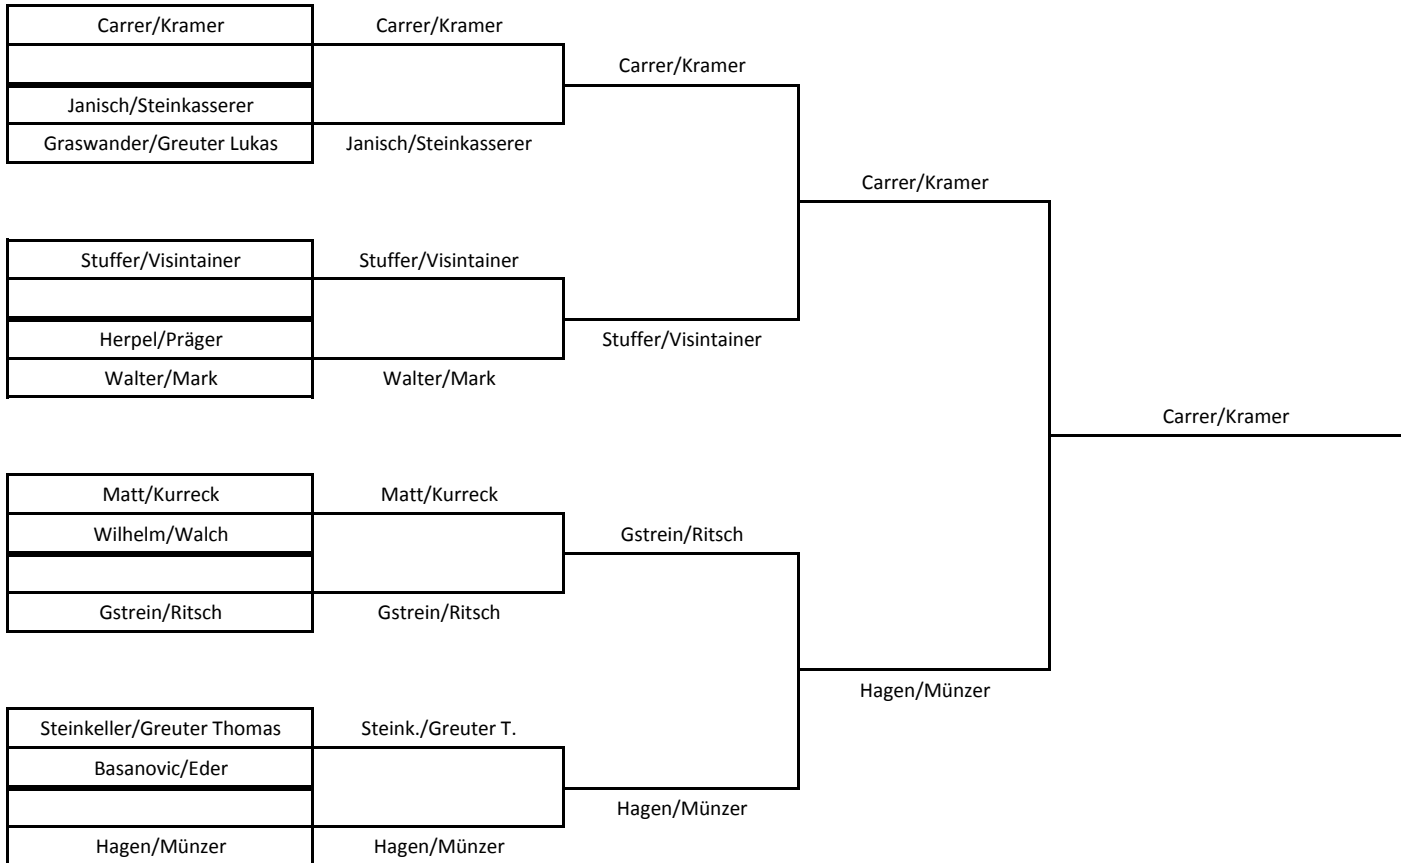 Carrer/Kramer
Janisch/Steinkasserer
Graswander/Greuter Lukas
Stuffer/Visintainer
Herpel/Präger
Walter/Mark
Matt/Kurreck
Wilhelm/Walch
Gstrein/Ritsch
Steinkeller/Greuter Thomas
Basanovic/Eder
Hagen/Münzer
Carrer/Kramer
Janisch/Steinkasserer
Stuffer/Visintainer
Walter/Mark
Matt/Kurreck
Gstrein/Ritsch
Steink./Greuter T.
Hagen/Münzer
Carrer/Kramer
Stuffer/Visintainer
Gstrein/Ritsch
Hagen/Münzer
Carrer/Kramer
Hagen/Münzer
Carrer/Kramer